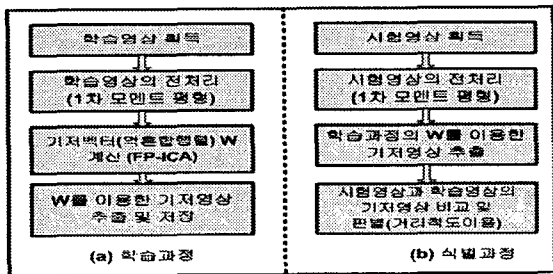 학습영상 획득
학습영상의 전처리
(1차 모멘트 평형)
기저벡터(역혼합행렬) W
계산 (FP-ICA)
W를 이용한 기저영상
추출 및 저장
(a) 학습과정
시험영상 획득
시험영상의 전처리
(1차 모멘트 평형)
학습과정의 W를 이용한
기저영상 추출
시험영상과 학습영상의
기저영상 비교 및
판별(거리척도이용)
(b) 식별과정